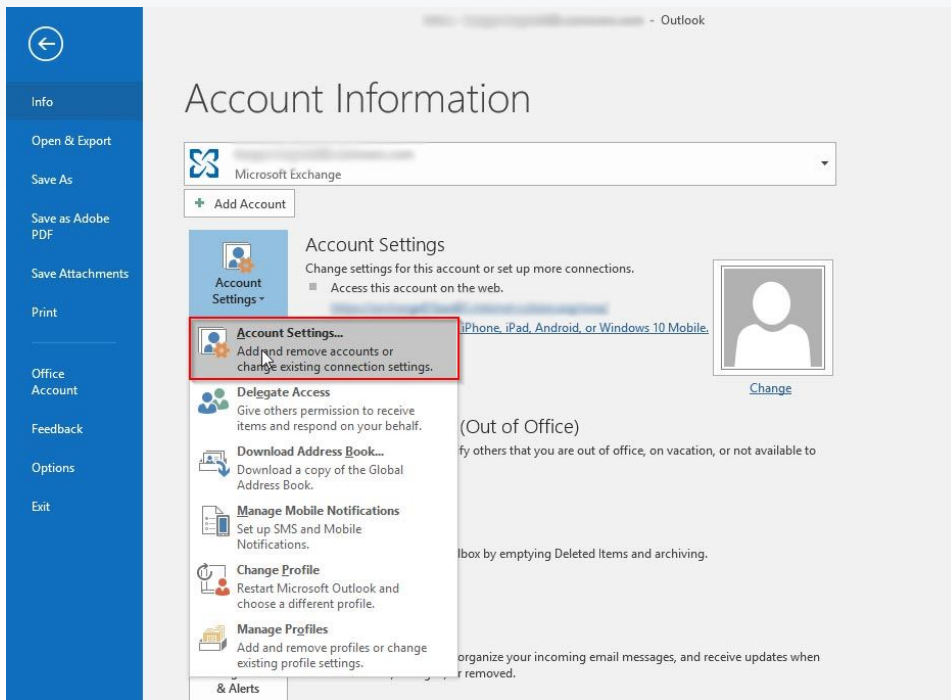 - Outlook
Info
Open & Export
Save As
Save as Adobe
PDF
Save Attachments
Print
Office
Account
Feedback
Options
Exit
Account Information
Microsoft Exchange
Add Account
Account
Settings
Account Settings
Change settings for this account or set up more connections.
Access this account on the web.
iPhone, iPad, Android, or Windows 10 Mobile.
Change
Account Settings...
Add and remove accounts or
change existing connection settings.
Delegate Access
Give others permission to receive
items and respond on your behalf.
Download Address Book...
Download a copy of the Global
Address Book.
Manage Mobile Notifications
Set up SMS and Mobile
Notifications.
Change Profile
Restart Microsoft Outlook and
choose a different profile.
Manage Profiles
Add and remove profiles or change
existing profile settings.
(Out of Office)
fy others that you are out of office, on vacation, or not available to
lbox by emptying Deleted Items and archiving.
organize your incoming email messages, and receive updates when
r removed.
& Alerts